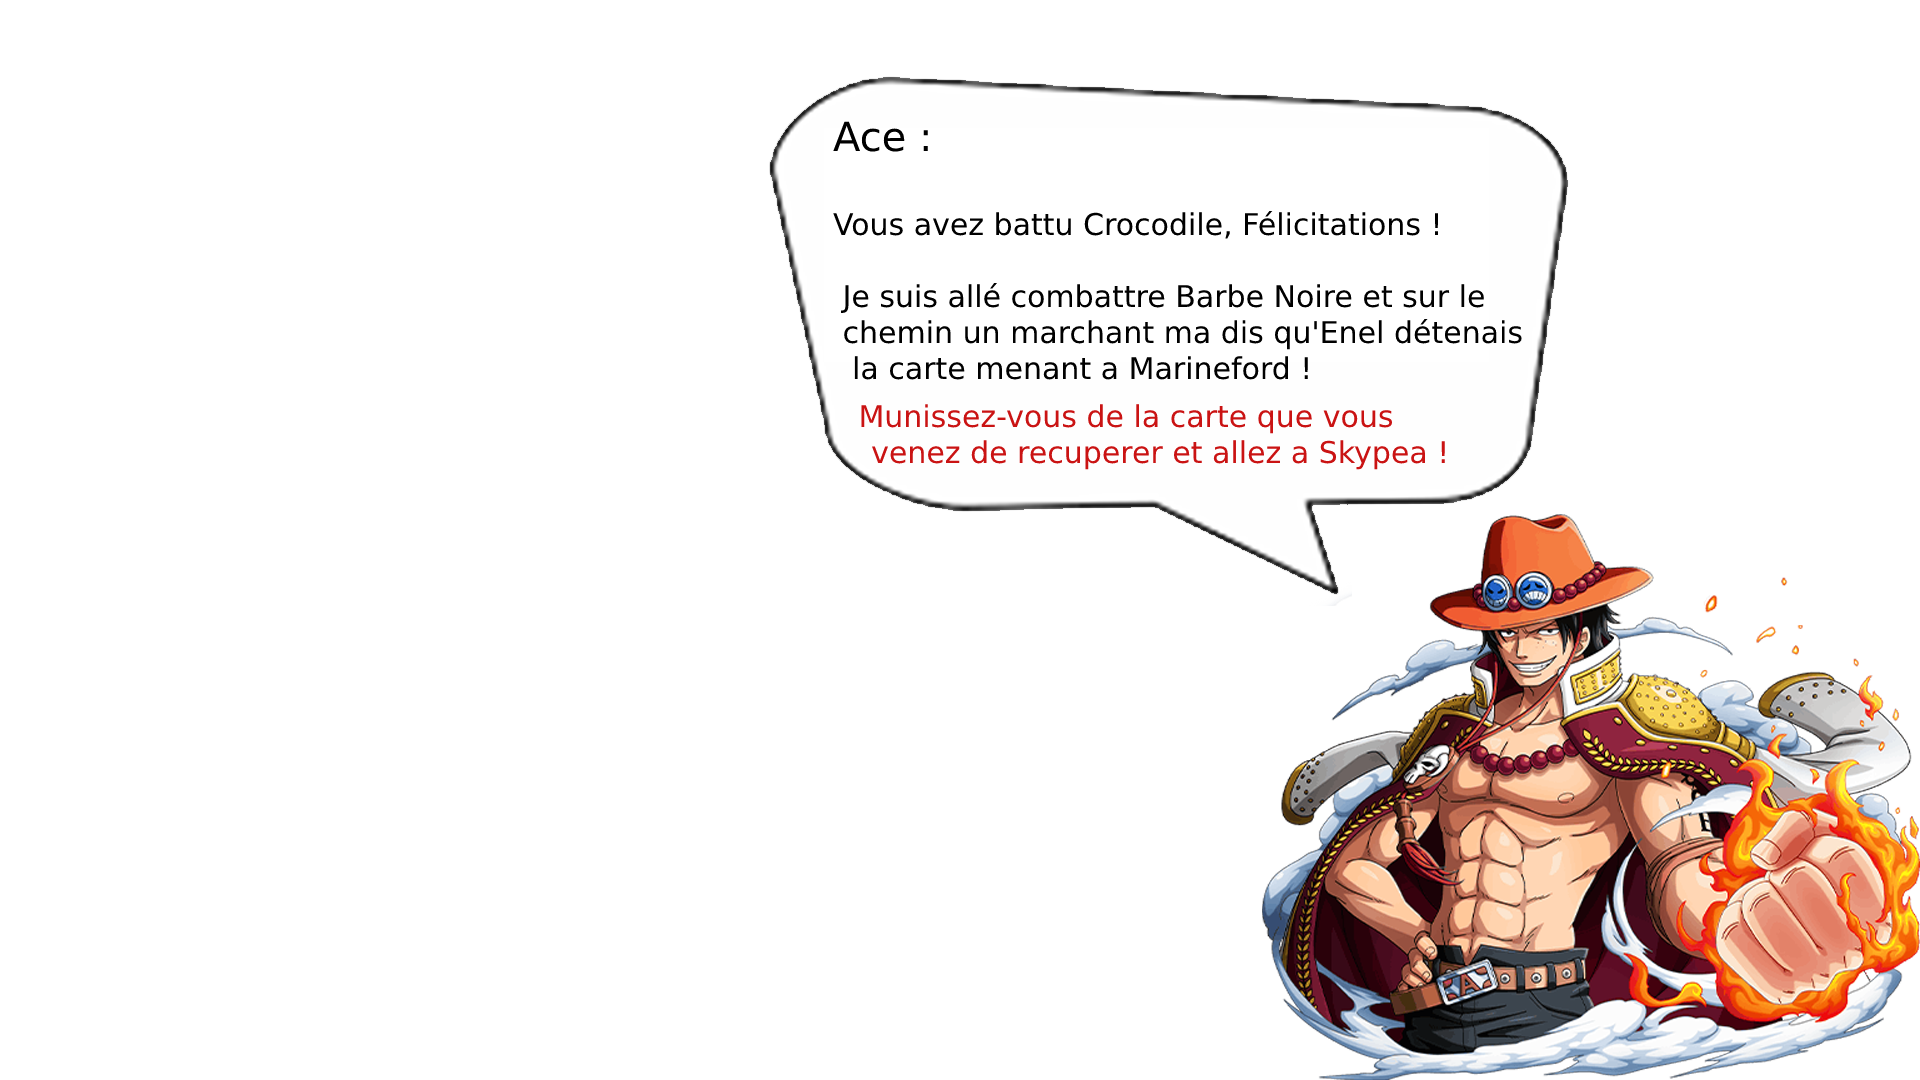 Ace :
Vous avez battu Crocodile, Félicitations !
Je suis allé combattre Barbe Noire et sur le
chemin un marchant ma dis qu'Enel détenais
la carte menant a Marineford !
Munissez-vous de la carte que vous
venez de recuperer et allez a Skypea !
A